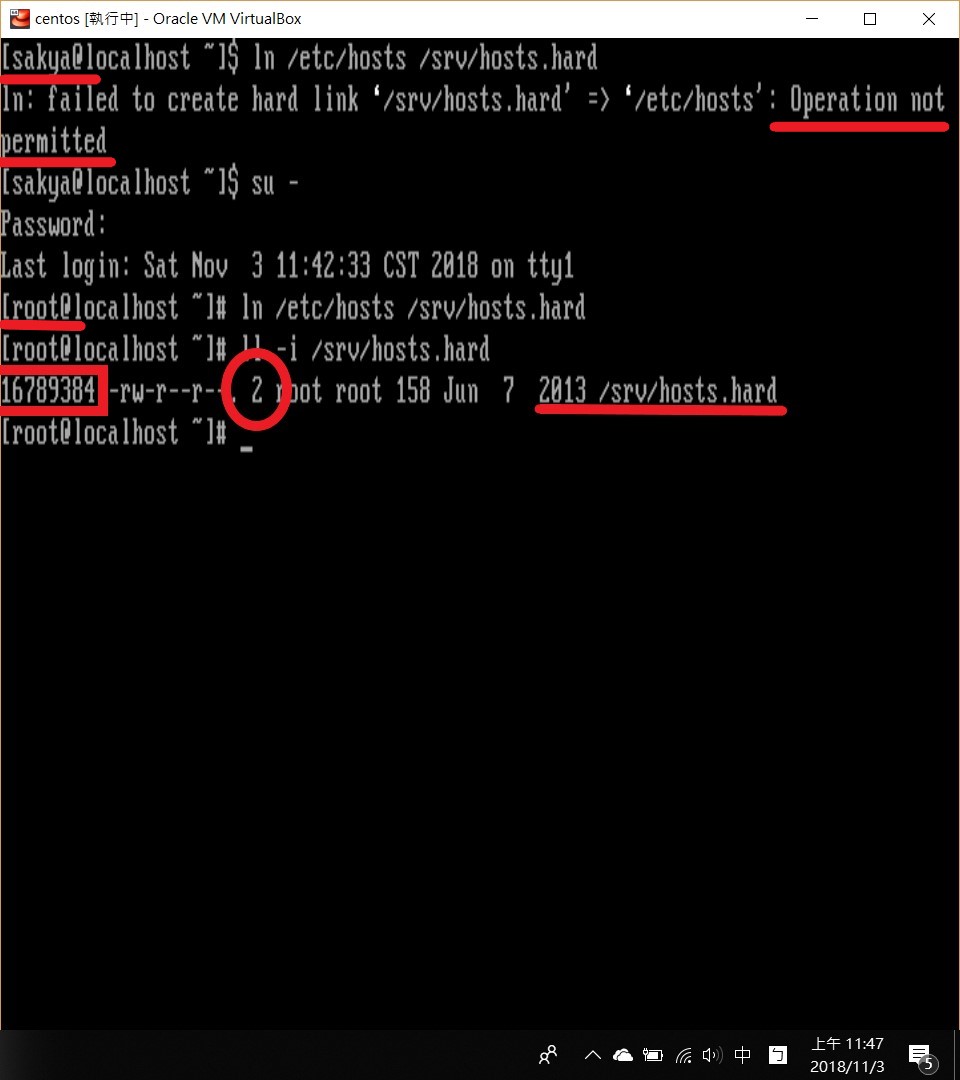 centos [執行中] - Oracle VM VirtualBox
[sakya@localhost ~]$ ln /etc/hosts /srv/hosts.hard
ln: failed to create hard link ‘/srv/hosts.hard’ => ‘/etc/hosts’: Operation not
permitted
[sakya@localhost ~]$ su -
Password:
Last login: Sat Nov  3 11:42:33 CST 2018 on tty1
[root@localhost ~]# ln /etc/hosts /srv/hosts.hard
[root@localhost ~]# ll -i /srv/hosts.hard
16789384 -rw-r--r--. 2 root root 158 Jun  7  2013 /srv/hosts.hard
[root@localhost ~]# _
中
上午 11:47
2018/11/3
5